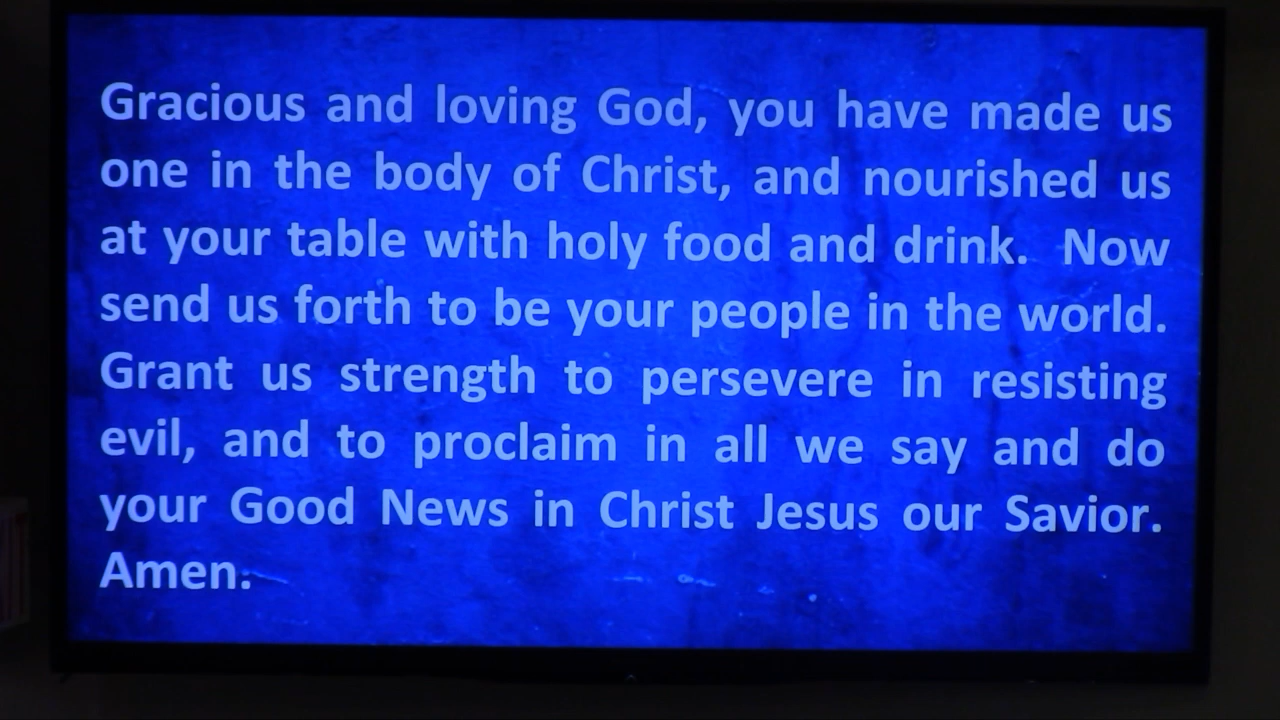 Gracious and loving God, you have made us
one in the body of Christ, and nourished us
at your table with holy food and drink.  Now
send us forth to be your people in the world.
Grant us strength to persevere in resisting
evil, and to proclaim in all we say and do
your Good News in Christ Jesus our Savior.
Amen.